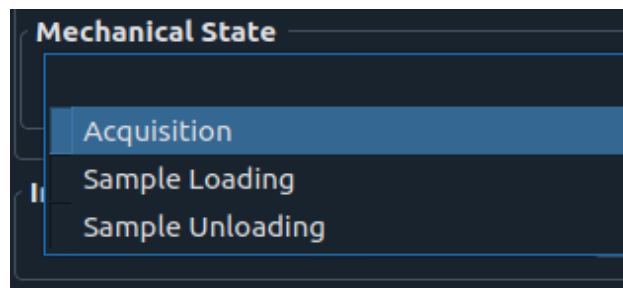 Mechanical State
Acquisition
Sample Loading
Sample Unloading